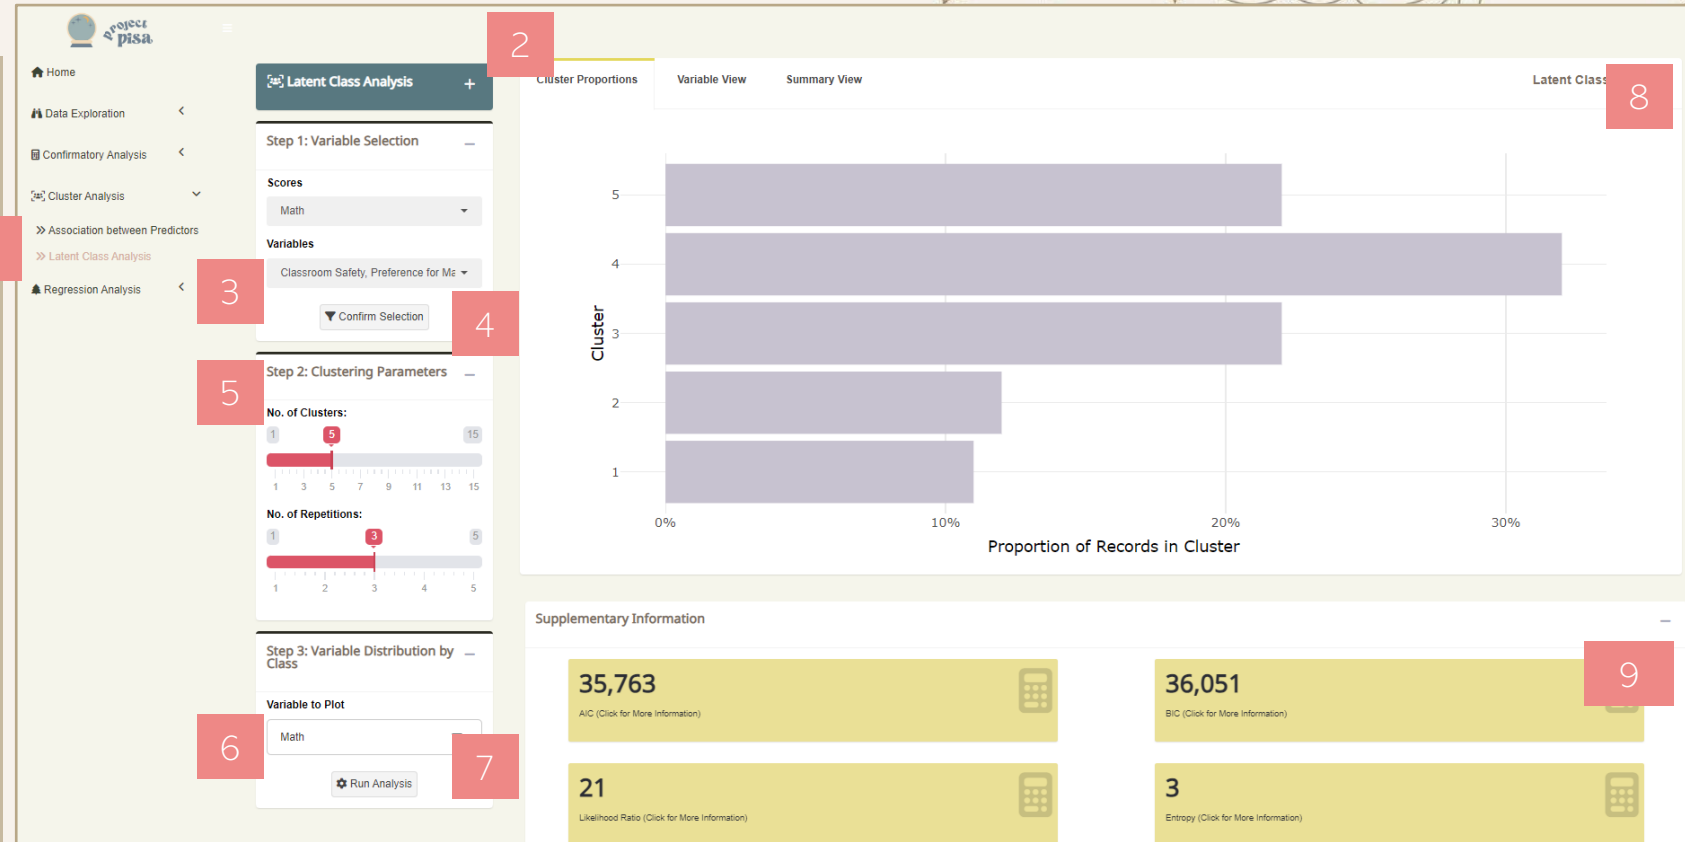 project
pisa
Home
Data Exploration
Confirmatory Analysis
Cluster Analysis
Association between Predictors
Latent Class Analysis
Regression Analysis
2
Latent Class Analysis
Step 1: Variable Selection
Scores
Math
Variables
Classroom Safety, Preference for Ma
3
Confirm Selection
4
Step 2: Clustering Parameters
5
No. of Clusters:
1 5 15
1 3 5 7 9 11 13 15
No. of Repetitions:
1 3 5
1 2 3 4 5
Step 3: Variable Distribution by
Class
Variable to Plot
Math
6
7
Run Analysis
Cluster Proportions Variable View Summary View Latent Class
8
5
4
3
2
1
Cluster
0% 10% 20% 30%
Proportion of Records in Cluster
Supplementary Information
9
35,763
AIC (Click for More Information)
36,051
BIC (Click for More Information)
21
Likelihood Ratio (Click for More Information)
3
Entropy (Click for More Information)